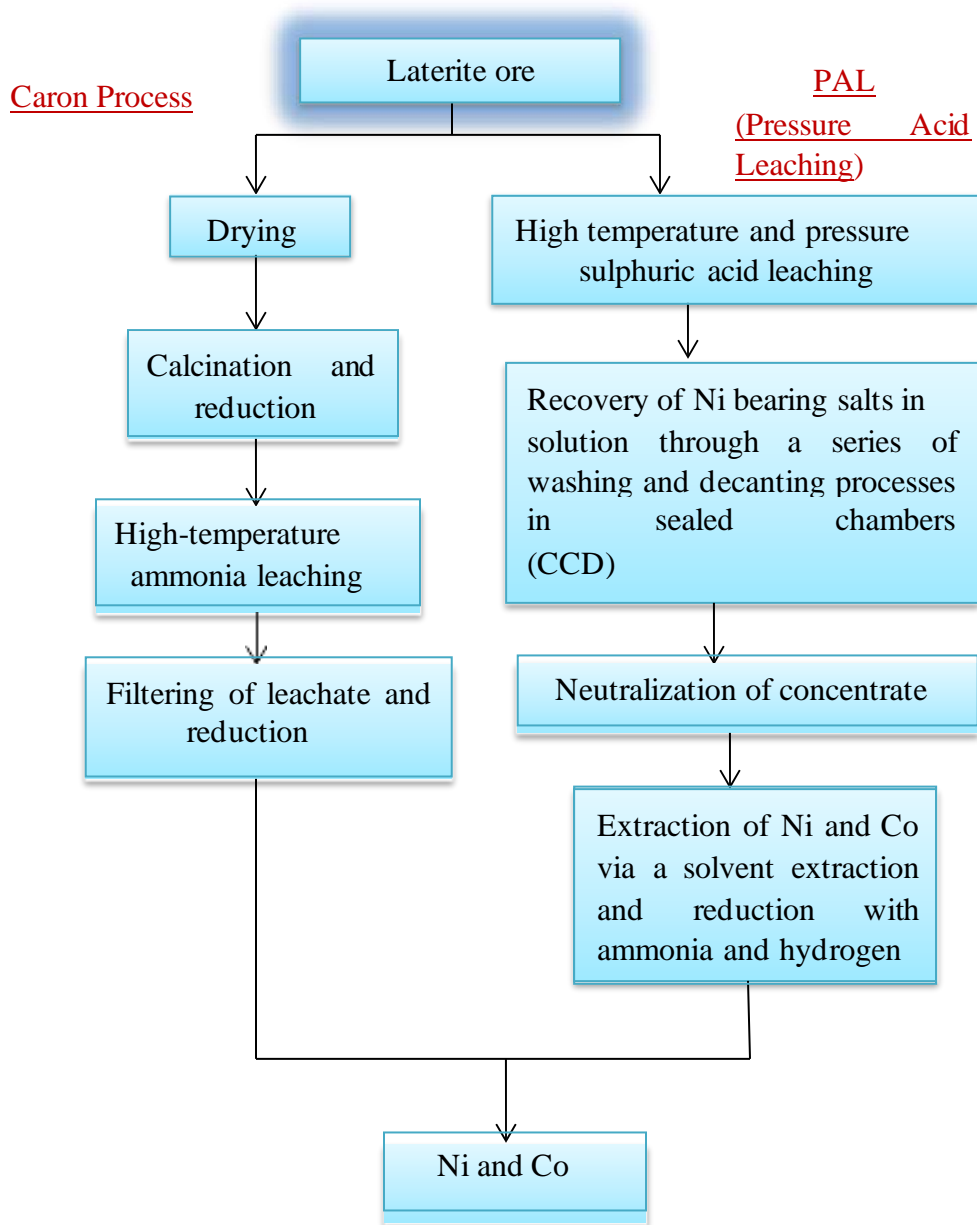 Laterite ore
Caron Process
PAL
(Pressure Acid
Leaching)
Drying
High temperature and pressure
sulphuric acid leaching
Calcination and
reduction
Recovery of Ni bearing salts in
solution through a series of
washing and decanting processes
in sealed chambers
(CCD)
High-temperature
ammonia leaching
Filtering of leachate and
reduction
Neutralization of concentrate
Extraction of Ni and Co
via a solvent extraction
and reduction with
ammonia and hydrogen
Ni and Co